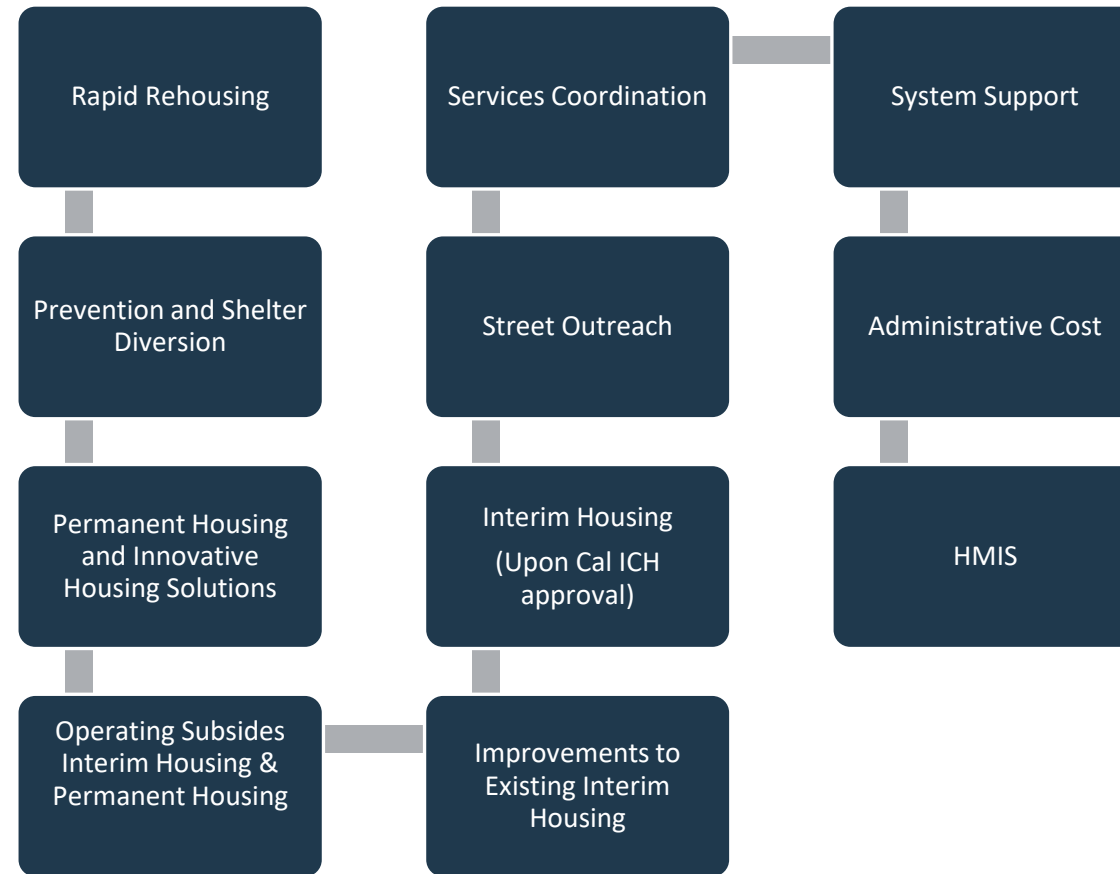 Rapid Rehousing
Prevention and Shelter
Diversion
Permanent Housing
and Innovative
Housing Solutions
Operating Subsides
Interim Housing &
Permanent Housing
Improvements to
Existing Interim
Housing
Interim Housing
(Upon Cal ICH
approval)
Street Outreach
Services Coordination
System Support
Administrative Cost
HMIS